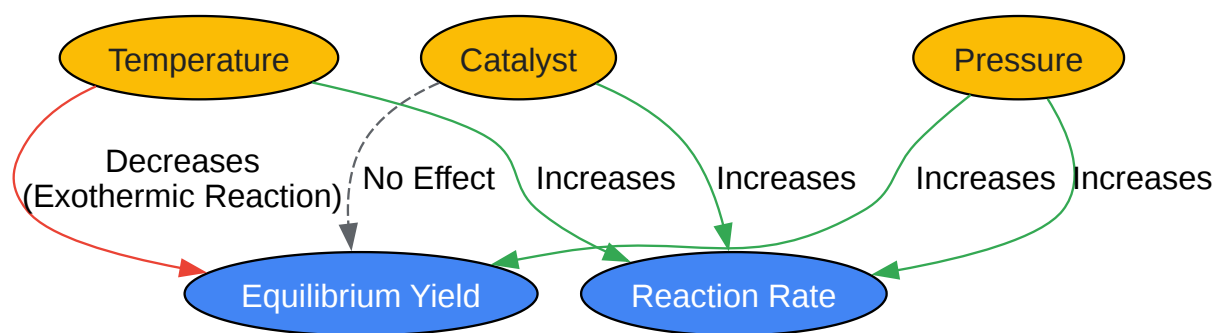 Temperature
Catalyst
Pressure
Decreases
(Exothermic Reaction)
No Effect
Increases
Increases
Increases
Increases
Equilibrium Yield
Reaction Rate